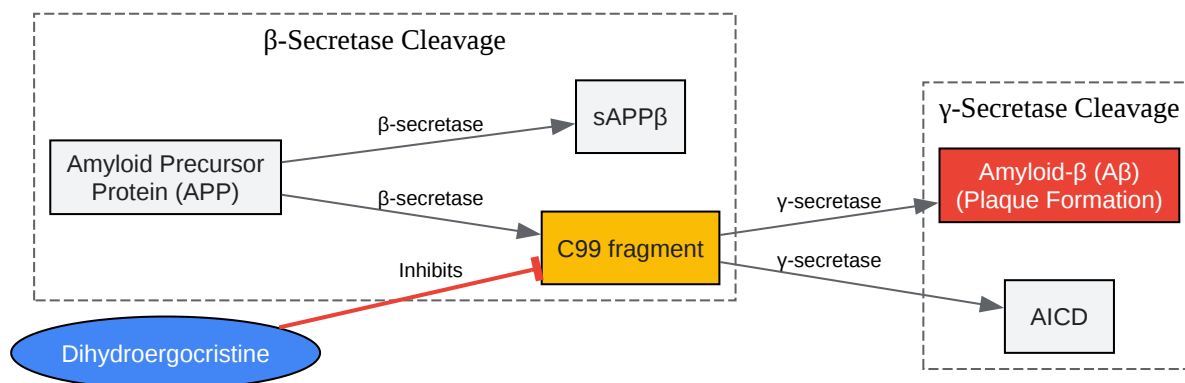 β-Secretase Cleavage
γ-Secretase Cleavage
β-secretase
sAPPβ
Amyloid Precursor
Protein (APP)
β-secretase
C99 fragment
Inhibits
Dihydroergocristine
γ-secretase
Amyloid-β (Aβ)
(Plaque Formation)
γ-secretase
AICD